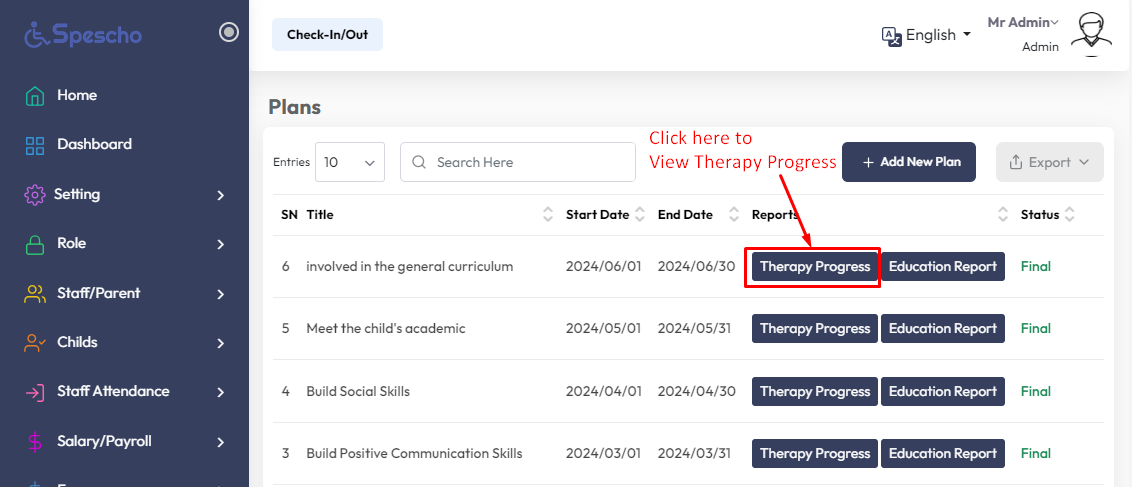 Spescho
Check-In/Out
English
Mr Admin
Admin
Home
Dashboard
Setting
Role
Staff/Parent
Childs
Staff Attendance
Salary/Payroll
Plans
Click here to
View Therapy Progress
Entries 10 Search Here + Add New Plan Export
SN Title Start Date End Date Reports Status
6 involved in the general curriculum 2024/06/01 2024/06/30 Therapy Progress Education Report Final
5 Meet the child's academic 2024/05/01 2024/05/31 Therapy Progress Education Report Final
4 Build Social Skills 2024/04/01 2024/04/30 Therapy Progress Education Report Final
3 Build Positive Communication Skills 2024/03/01 2024/03/31 Therapy Progress Education Report Final